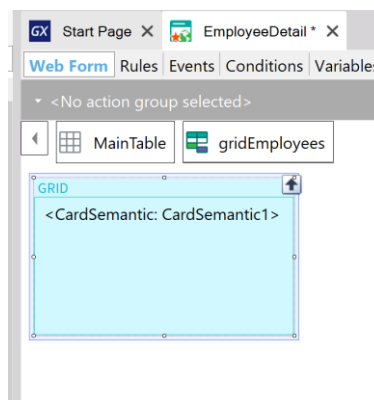 GX Start Page X EmployeeDetail * X
Web Form Rules Events Conditions Variables
<No action group selected>
MainTable gridEmployees
GRID
<CardSemantic: CardSemantic1>